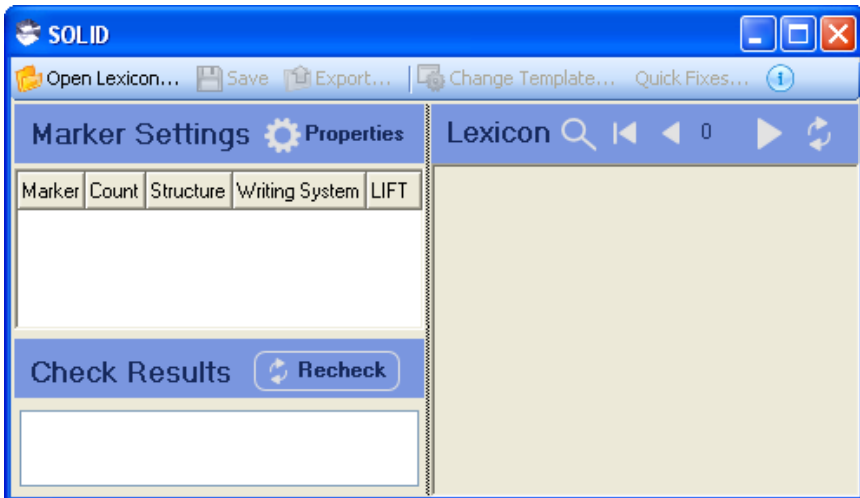 SOLID
Open Lexicon... Save Export... Change Template... Quick Fixes...
Marker Settings Properties
Lexicon 0
Marker Count Structure Writing System LIFT
Check Results Recheck